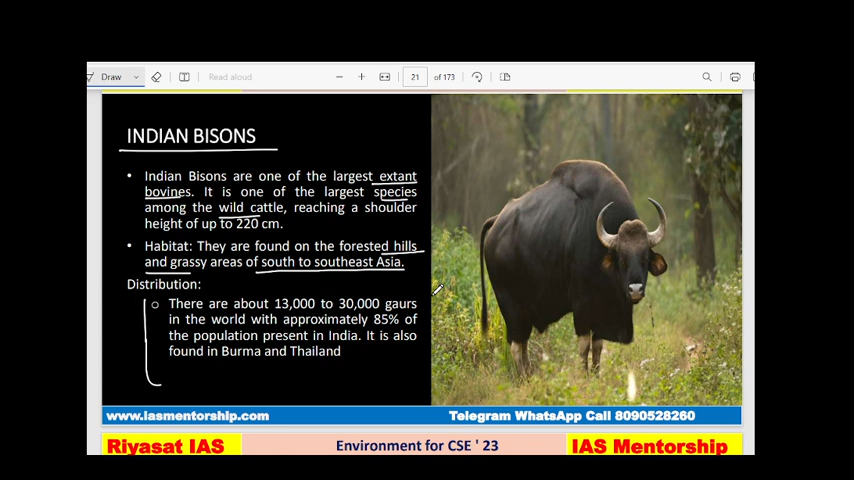 Draw
Read aloud
21 of 173
INDIAN BISONS
• Indian Bisons are one of the largest extant
bovines. It is one of the largest species
among the wild cattle, reaching a shoulder
height of up to 220 cm.
• Habitat: They are found on the forested hills
and grassy areas of south to southeast Asia.
Distribution:
o There are about 13,000 to 30,000 gaurs
in the world with approximately 85% of
the population present in India. It is also
found in Burma and Thailand
www.iasmentorship.com Telegram WhatsApp Call 8090528260
Riyasat IAS Environment for CSE ' 23 IAS Mentorship